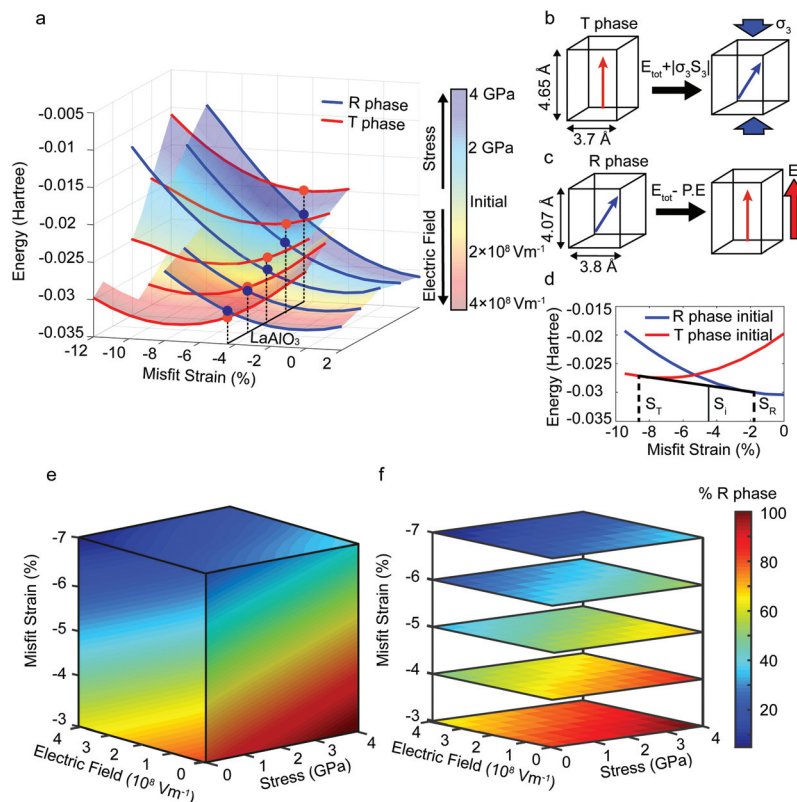 a
-0.005
-0.01
-0.015
-0.02
-0.025
-0.03
-0.035
Energy (Hartree)
-12 -10 -8 -6 -4 -2 0 2
Misfit Strain (%)
R phase
T phase
LaAlO₃
Stress
Electric Field
4 GPa
2 GPa
Initial
2×10⁸ Vm⁻¹
4×10⁸ Vm⁻¹
b
T phase
4.65 Å
3.7 Å
E_tot+|σ₃S₃|
σ₃
c
R phase
4.07 Å
3.8 Å
E_tot- P.E
E
d
-0.015
-0.02
-0.025
-0.03
-0.035
Energy (Hartree)
R phase initial
T phase initial
S_T S_i S_R
-10 -8 -6 -4 -2 0
Misfit Strain (%)
e
-7
-6
-5
-4
-3
Misfit Strain (%)
4 3 2 1 0
Electric Field (10⁸ Vm⁻¹)
0 1 2 3 4
Stress (GPa)
f
-7
-6
-5
-4
-3
Misfit Strain (%)
4 3 2 1 0
Electric Field (10⁸ Vm⁻¹)
0 1 2 3 4
Stress (GPa)
% R phase
100
80
60
40
20